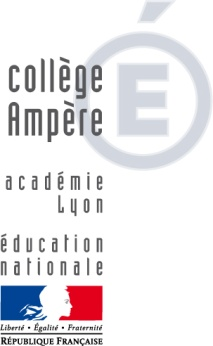 collège
Ampère
É
académie
Lyon
éducation
nationale
Liberté • Égalité • Fraternité
RÉPUBLIQUE FRANÇAISE